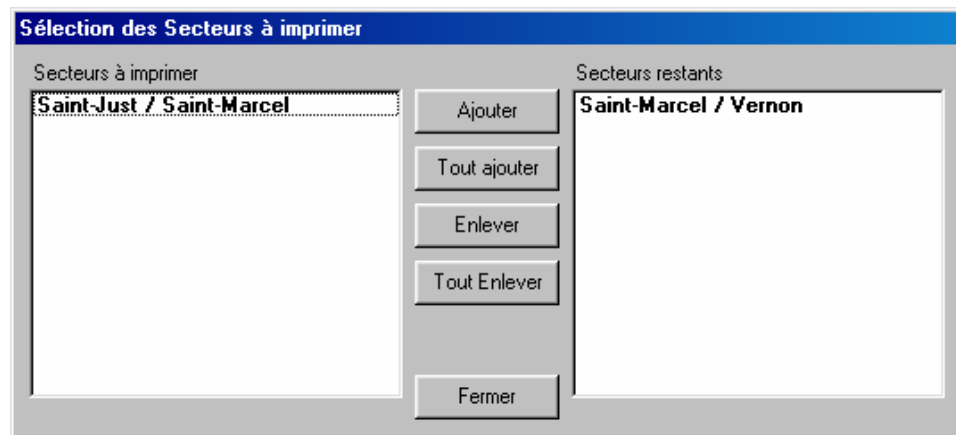 Sélection des Secteurs à imprimer
Secteurs à imprimer
Saint-Just / Saint-Marcel
Ajouter
Tout ajouter
Enlever
Tout Enlever
Fermer
Secteurs restants
Saint-Marcel / Vernon